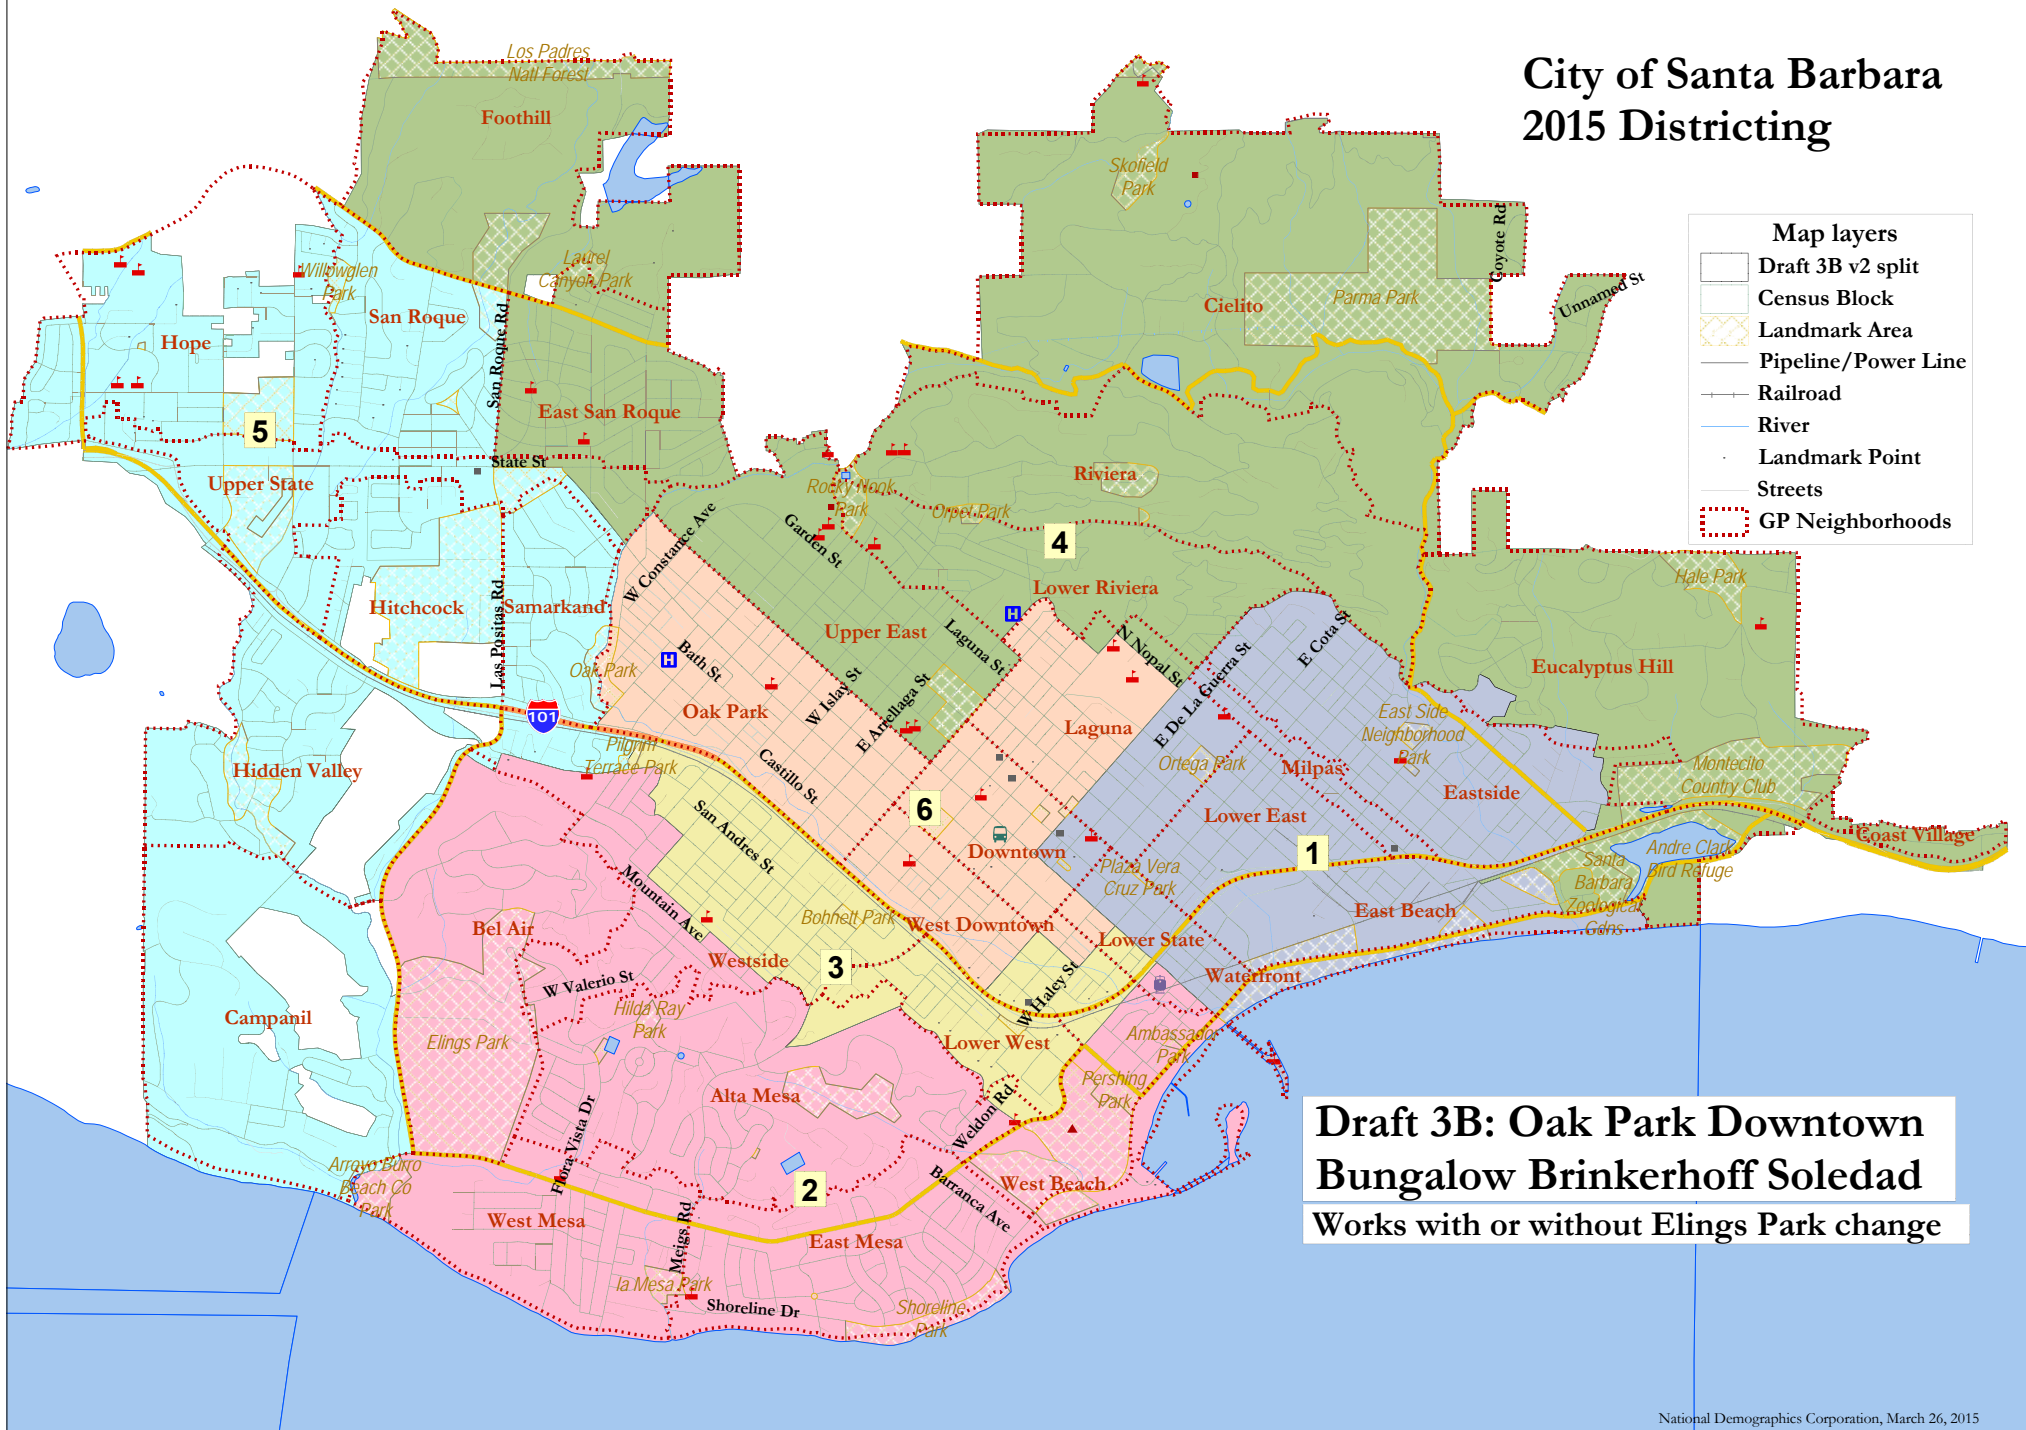 City of Santa Barbara
2015 Districting
Map layers
Draft 3B v2 split
Census Block
Landmark Area
Pipeline/Power Line
Railroad
River
Landmark Point
Streets
GP Neighborhoods
Los Padres
Natl Forest
Foothill
Skofield
Park
Coyote Rd
Unnamed St
Laurel
Canyon Park
Willowglen
Park
San Roque
San Roque Rd
Hope
Cielito
Parma Park
East San Roque
5
State St
Upper State
Riviera
Rocky Nook
Park
Orpet Park
W Constance Ave
Garden St
4
Hale Park
Hitchcock
Samarkand
Las Positas Rd
Lower Riviera
H
Upper East
Laguna St
N Nopal St
E Cota St
Eucalyptus Hill
Oak Park
H
Bath St
W Islay St
E De La Guerra St
101
Oak Park
E Arrellaga St
Laguna
East Side
Neighborhood
Park
Pilgrim
Terrace Park
Hidden Valley
Castillo St
Ortega Park
Milpas
Eastside
Montecito
Country Club
San Andres St
6
Lower East
Coast Village
Downtown
1
Andre Clark
Bird Refuge
Mountain Ave
Plaza Vera
Cruz Park
Santa
Barbara
Zoological
Gdns
Bohnett Park
West Downtown
East Beach
Bel Air
Westside
3
Lower State
W Valerio St
W Haley St
Waterfront
Campanil
Hilda Ray
Park
Elings Park
Lower West
Ambassador
Park
Alta Mesa
Pershing
Park
Weldon Rd
Flora Vista Dr
Arroyo Burro
Beach Co
Park
2
Barranca Ave
West Beach
West Mesa
Meigs Rd
East Mesa
la Mesa Park
Shoreline Dr
Shoreline
Park
Draft 3B: Oak Park Downtown
Bungalow Brinkerhoff Soledad
Works with or without Elings Park change
National Demographics Corporation, March 26, 2015